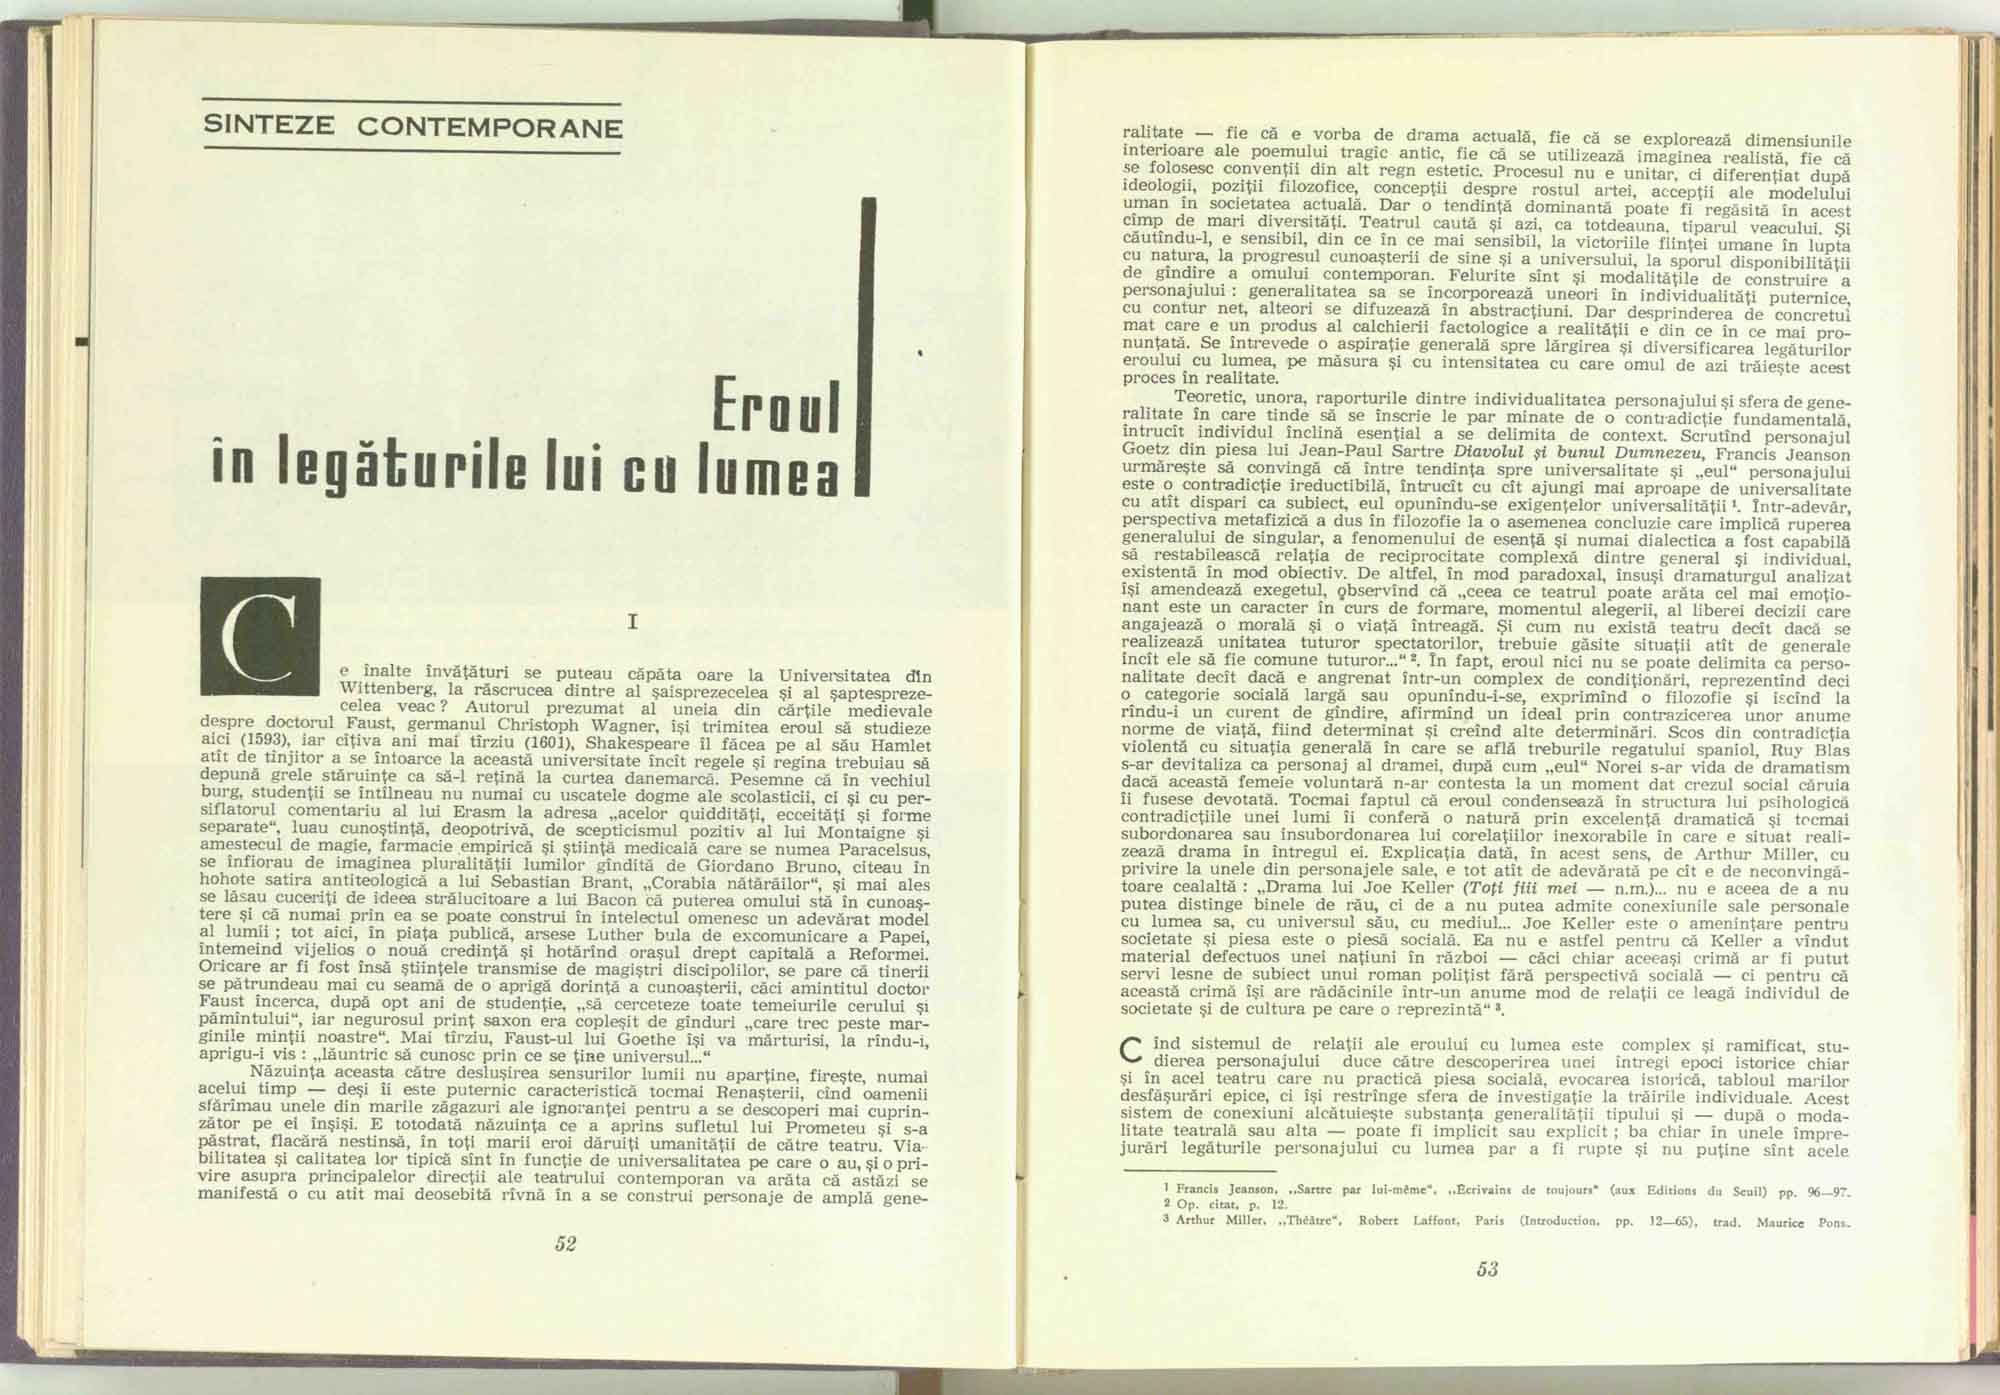 SINTEZE CONTEMPORANE
Eroul
în legăturile lui cu lumea
I
Ce înalte învățături se puteau căpăta oare la Universitatea din
Wittenberg, la răscrucea dintre al șaisprezecelea și al șaptespreze-
celea veac ? Autorul prezumat al uneia din cărțile medievale
despre doctorul Faust, germanul Christoph Wagner, își trimitea eroul să studieze
aici (1593), iar cîțiva ani mai tîrziu (1601), Shakespeare îl făcea pe al său Hamlet
atît de tînjitor a se întoarce la această universitate încît regele și regina trebuiau să
depună grele stăruințe ca să-l rețină la curtea danemarcă. Pesemne că în vechiul
burg, studenții se întîlneau nu numai cu uscatele dogme ale scolasticii, ci și cu per-
siflatorul comentariu al lui Erasm la adresa „acelor quiddități, ecceități și forme
separate“, luau cunoștință, deopotrivă, de scepticismul pozitiv al lui Montaigne și
amestecul de magie, farmacie empirică și știință medicală care se numea Paracelsus,
se înfiorau de imaginea pluralității lumilor gîndită de Giordano Bruno, citeau în
hohote satira antiteologică a lui Sebastian Brant, „Corabia nătărăilor“, și mai ales
se lăsau cuceriți de ideea strălucitoare a lui Bacon că puterea omului stă în cunoaș-
tere și că numai prin ea se poate construi în intelectul omenesc un adevărat model
al lumii ; tot aici, în piața publică, arsese Luther bula de excomunicare a Papei,
întemeind vijelios o nouă credință și hotărînd orașul drept capitală a Reformei.
Oricare ar fi fost însă științele transmise de magiștri discipolilor, se pare că tinerii
se pătrundeau mai cu seamă de o aprigă dorință a cunoașterii, căci amintitul doctor
Faust încerca, după opt ani de studenție, „să cerceteze toate temeiurile cerului și
pămîntului“, iar negurosul prinț saxon era copleșit de gînduri „care trec peste mar-
ginile minții noastre“. Mai tîrziu, Faust-ul lui Goethe își va mărturisi, la rîndu-i,
aprigu-i vis : „lăuntric să cunosc prin ce se ține universul...“
Năzuința aceasta către deslușirea sensurilor lumii nu aparține, firește, numai
acelui timp — deși îi este puternic caracteristică tocmai Renașterii, cînd oamenii
sfărîmau unele din marile zăgazuri ale ignoranței pentru a se descoperi mai cuprin-
zător pe ei înșiși. E totodată năzuința ce a aprins sufletul lui Prometeu și s-a
păstrat, flacără nestinsă, în toți marii eroi dăruiți umanității de către teatru. Via-
bilitatea și calitatea lor tipică sînt în funcție de universalitatea pe care o au, și o pri-
vire asupra principalelor direcții ale teatrului contemporan va arăta că astăzi se
manifestă o cu atît mai deosebită rîvnă în a se construi personaje de amplă gene-
52
ralitate — fie că e vorba de drama actuală, fie că se explorează dimensiunile
interioare ale poemului tragic antic, fie că se utilizează imaginea realistă, fie că
se folosesc convenții din alt regn estetic. Procesul nu e unitar, ci diferențiat după
ideologii, poziții filozofice, concepții despre rostul artei, accepții ale modelului
uman în societatea actuală. Dar o tendință dominantă poate fi regăsită în acest
cîmp de mari diversități. Teatrul caută și azi, ca totdeauna, tiparul veacului. Și
căutîndu-l, e sensibil, din ce în ce mai sensibil, la victoriile ființei umane în lupta
cu natura, la progresul cunoașterii de sine și a universului, la sporul disponibilității
de gîndire a omului contemporan. Felurite sînt și modalitățile de construire a
personajului : generalitatea sa se încorporează uneori în individualități puternice,
cu contur net, alteori se difuzează în abstracțiuni. Dar desprinderea de concretul
mat care e un produs al calchierii factologice a realității e din ce în ce mai pro-
nunțată. Se întrevede o aspirație generală spre lărgirea și diversificarea legăturilor
eroului cu lumea, pe măsura și cu intensitatea cu care omul de azi trăiește acest
proces în realitate.
Teoretic, unora, raporturile dintre individualitatea personajului și sfera de gene-
ralitate în care tinde să se înscrie le par minate de o contradicție fundamentală,
întrucît individul înclină esențial a se delimita de context. Scrutînd personajul
Goetz din piesa lui Jean-Paul Sartre Diavolul și bunul Dumnezeu, Francis Jeanson
urmărește să convingă că între tendința spre universalitate și „eul“ personajului
este o contradicție ireductibilă, întrucît cu cît ajungi mai aproape de universalitate
cu atît dispari ca subiect, eul opunîndu-se exigențelor universalității ¹. Într-adevăr,
perspectiva metafizică a dus în filozofie la o asemenea concluzie care implică ruperea
generalului de singular, a fenomenului de esență și numai dialectica a fost capabilă
să restabilească relația de reciprocitate complexă dintre general și individual,
existentă în mod obiectiv. De altfel, în mod paradoxal, însuși dramaturgul analizat
își amendează exegetul, observînd că „ceea ce teatrul poate arăta cel mai emoțio-
nant este un caracter în curs de formare, momentul alegerii, al liberei decizii care
angajează o morală și o viață întreagă. Și cum nu există teatru decît dacă se
realizează unitatea tuturor spectatorilor, trebuie găsite situații atît de generale
încît ele să fie comune tuturor...“ ². În fapt, eroul nici nu se poate delimita ca perso-
nalitate decît dacă e angrenat într-un complex de condiționări, reprezentînd deci
o categorie socială largă sau opunîndu-i-se, exprimînd o filozofie și iscînd la
rîndu-i un curent de gîndire, afirmînd un ideal prin contrazicerea unor anume
norme de viață, fiind determinat și creînd alte determinări. Scos din contradicția
violentă cu situația generală în care se află treburile regatului spaniol, Ruy Blas
s-ar devitaliza ca personaj al dramei, după cum „eul“ Norei s-ar vida de dramatism
dacă această femeie voluntară n-ar contesta la un moment dat crezul social căruia
îi fusese devotată. Tocmai faptul că eroul condensează în structura lui psihologică
contradicțiile unei lumi îi conferă o natură prin excelență dramatică și tocmai
subordonarea sau insubordonarea lui corelațiilor inexorabile în care e situat reali-
zează drama în întregul ei. Explicația dată, în acest sens, de Arthur Miller, cu
privire la unele din personajele sale, e tot atît de adevărată pe cît e de neconvingă-
toare cealaltă : „Drama lui Joe Keller (Toți fiii mei — n.m.)... nu e aceea de a nu
putea distinge binele de rău, ci de a nu putea admite conexiunile sale personale
cu lumea sa, cu universul său, cu mediul... Joe Keller este o amenințare pentru
societate și piesa este o piesă socială. Ea nu e astfel pentru că Keller a vîndut
material defectuos unei națiuni în război — căci chiar aceeași crimă ar fi putut
servi lesne de subiect unui roman polițist fără perspectivă socială — ci pentru că
această crimă își are rădăcinile într-un anume mod de relații ce leagă individul de
societate și de cultura pe care o reprezintă“ ³.
Cînd sistemul de relații ale eroului cu lumea este complex și ramificat, stu-
dierea personajului duce către descoperirea unei întregi epoci istorice chiar
și în acel teatru care nu practică piesa socială, evocarea istorică, tabloul marilor
desfășurări epice, ci își restrînge sfera de investigație la trăirile individuale. Acest
sistem de conexiuni alcătuiește substanța generalității tipului și — după o moda-
litate teatrală sau alta — poate fi implicit sau explicit ; ba chiar în unele împre-
jurări legăturile personajului cu lumea par a fi rupte și nu puține sînt acele
1 Francis Jeanson, „Sartre par lui-même“, „Ecrivains de toujours“ (aux Editions du Seuil) pp. 96—97.
2 Op. citat, p. 12.
3 Arthur Miller, „Théâtre“, Robert Laffont, Paris (Introduction, pp. 12—65), trad. Maurice Pons.
53